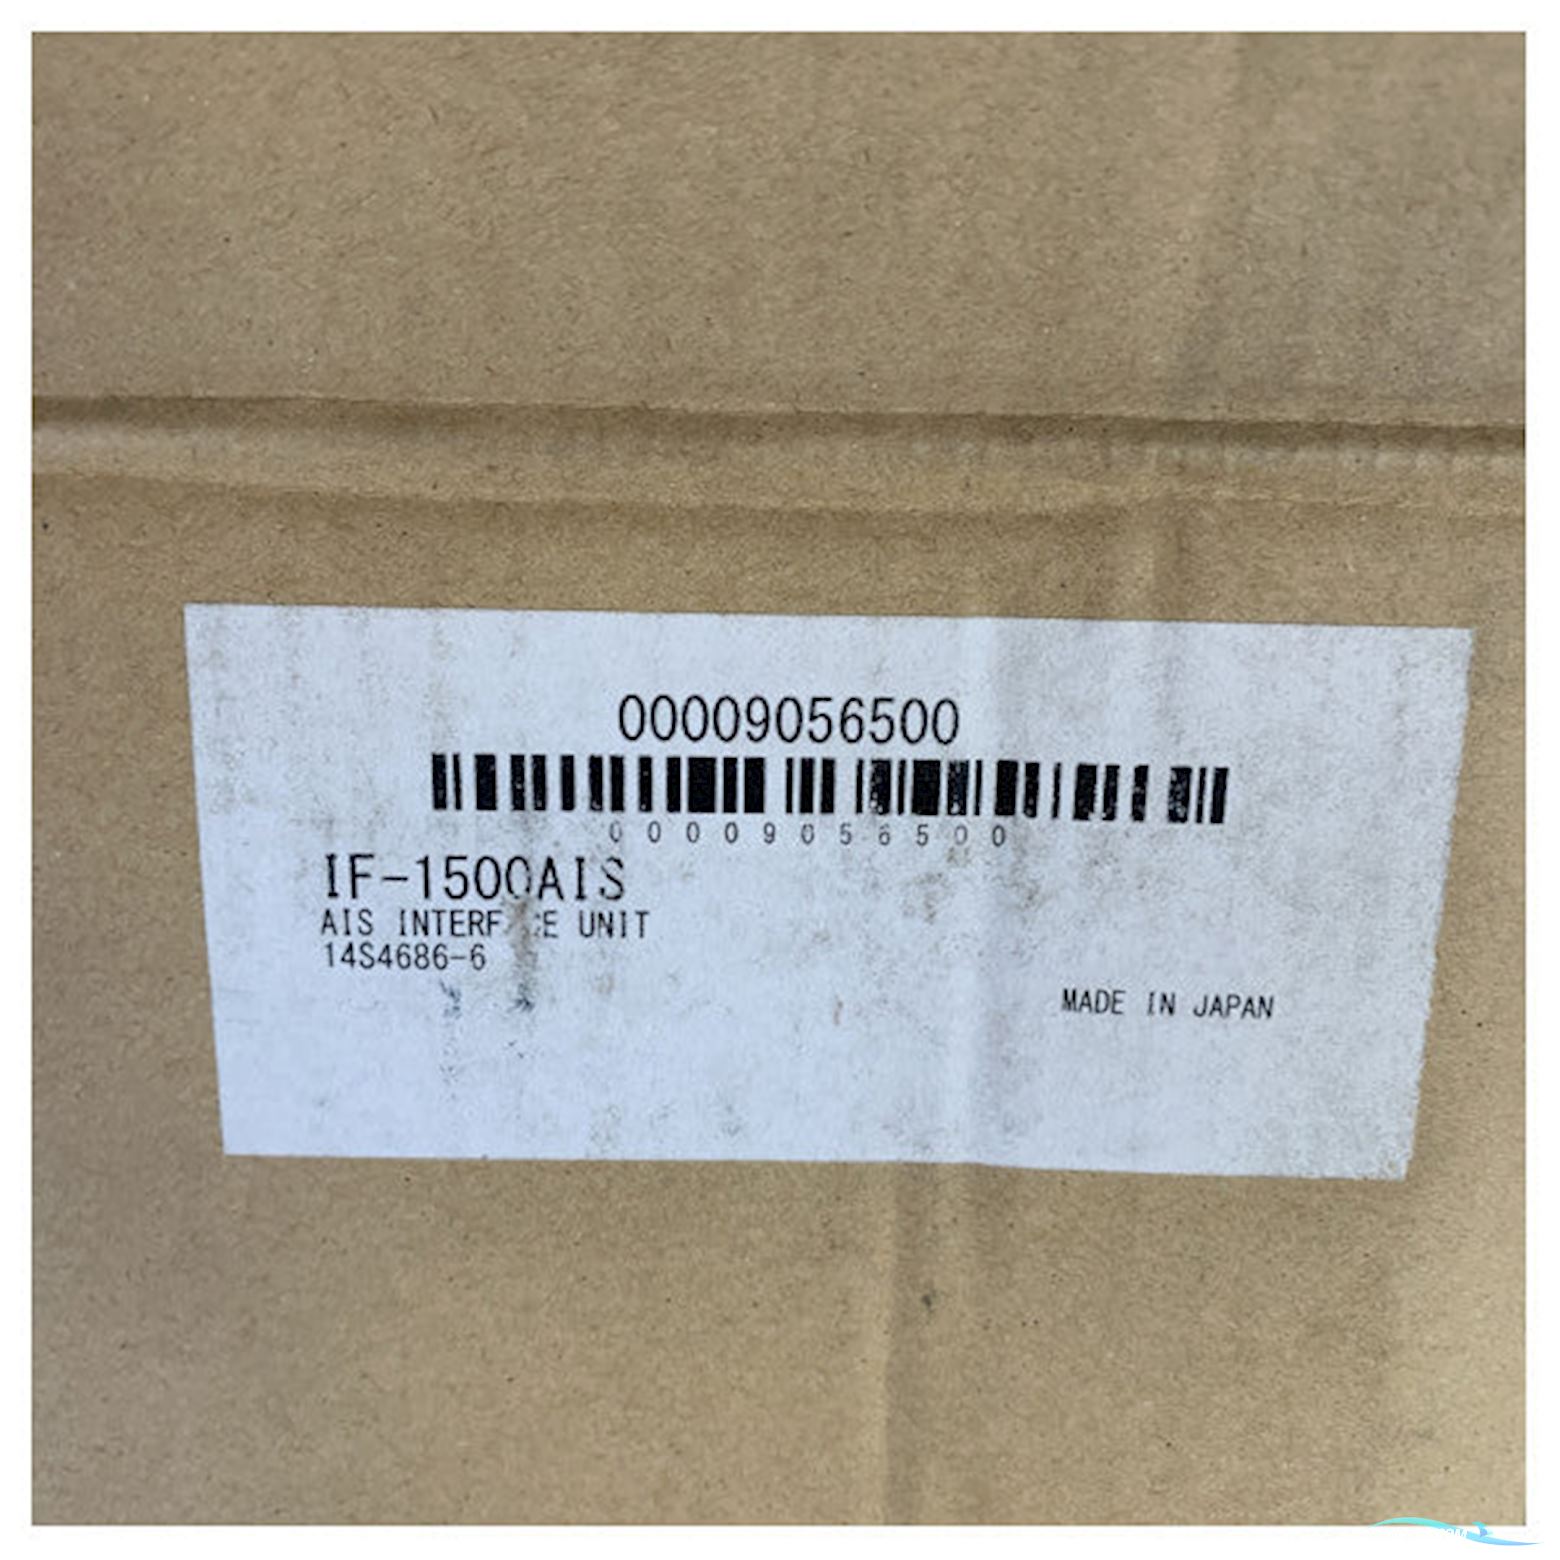 00009056500
00009056500
IF-1500AIS
AIS INTERFACE UNIT
14S4686-6
MADE IN JAPAN